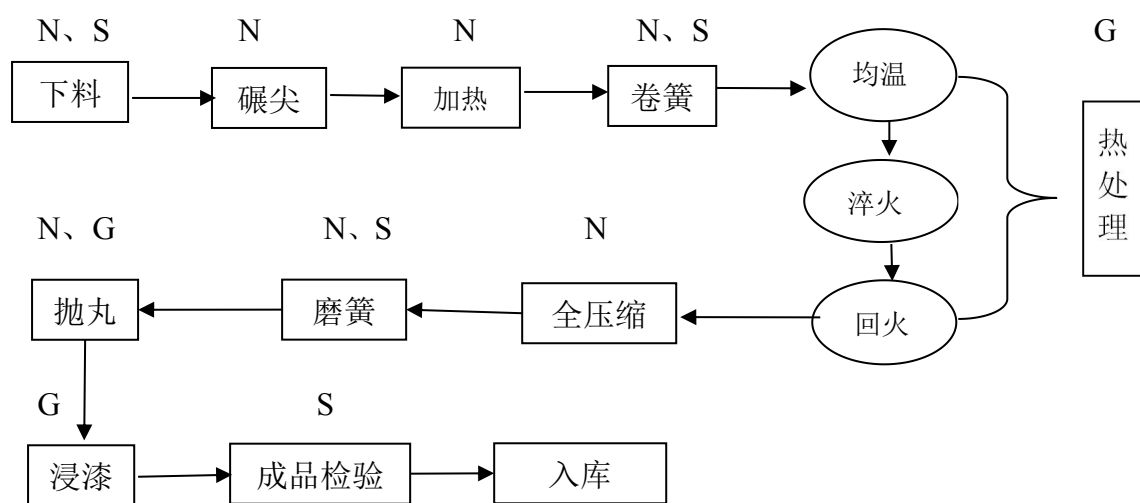 N、S N N N、S G
下料 碾尖 加热 卷簧 均温
热处理
淬火
N、G N、S N
抛丸 磨簧 全压缩 回火
G S
浸漆 成品检验 入库